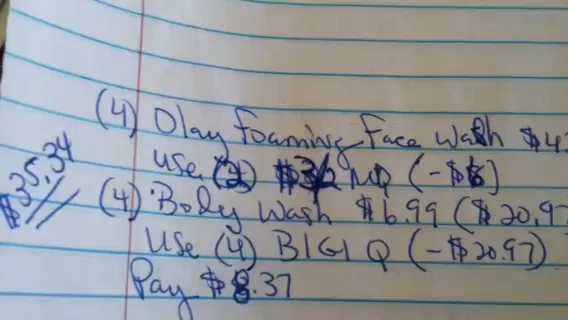 (4) Olay Foaming Face Wash $4
Use (2) $3/2 MQ (-$6)
$35.34
(4) Body Wash $6.99 ($20.97
Use (4) B1G1 Q (-$20.97)
Pay $8.37